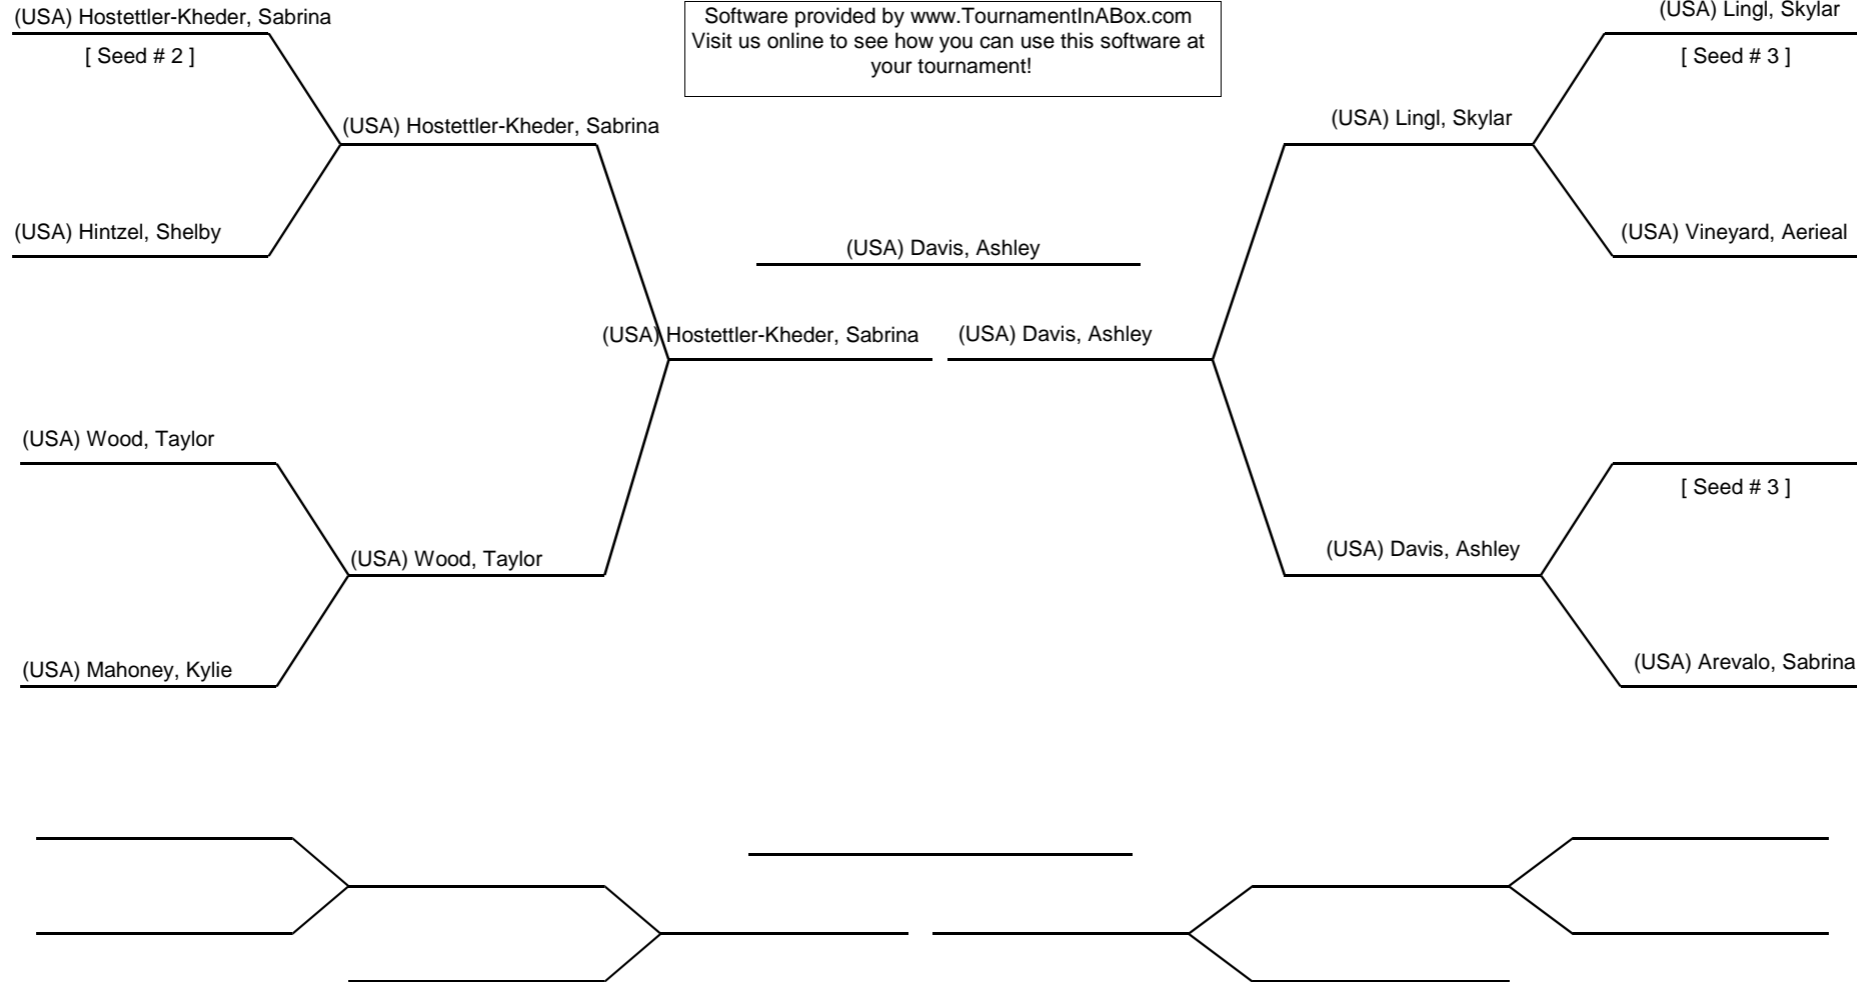 (USA) Hostettler-Kheder, Sabrina
[ Seed # 2 ]
Software provided by www.TournamentInABox.com
Visit us online to see how you can use this software at
your tournament!
(USA) Lingl, Skylar
[ Seed # 3 ]
(USA) Hostettler-Kheder, Sabrina
(USA) Lingl, Skylar
(USA) Hintzel, Shelby
(USA) Davis, Ashley
(USA) Vineyard, Aerieal
(USA) Hostettler-Kheder, Sabrina
(USA) Davis, Ashley
(USA) Wood, Taylor
[ Seed # 3 ]
(USA) Wood, Taylor
(USA) Davis, Ashley
(USA) Mahoney, Kylie
(USA) Arevalo, Sabrina